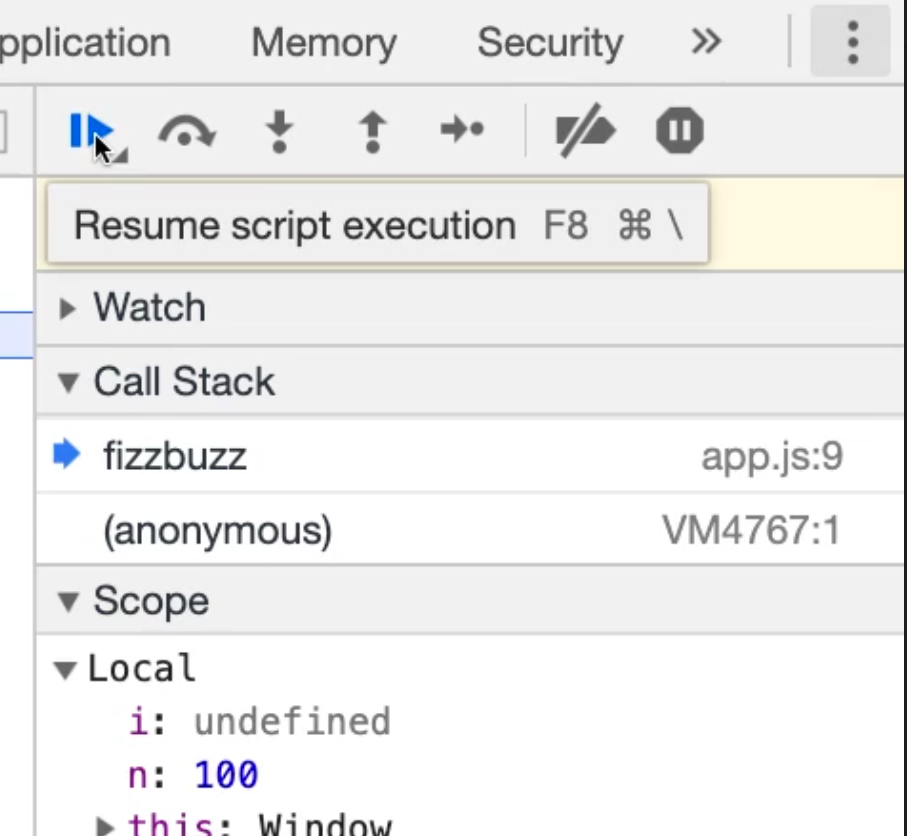 pplication Memory Security
Resume script execution F8 ⌘ \
Watch
Call Stack
fizzbuzz app.js:9
(anonymous) VM4767:1
Scope
Local
i: undefined
n: 100
this: Window